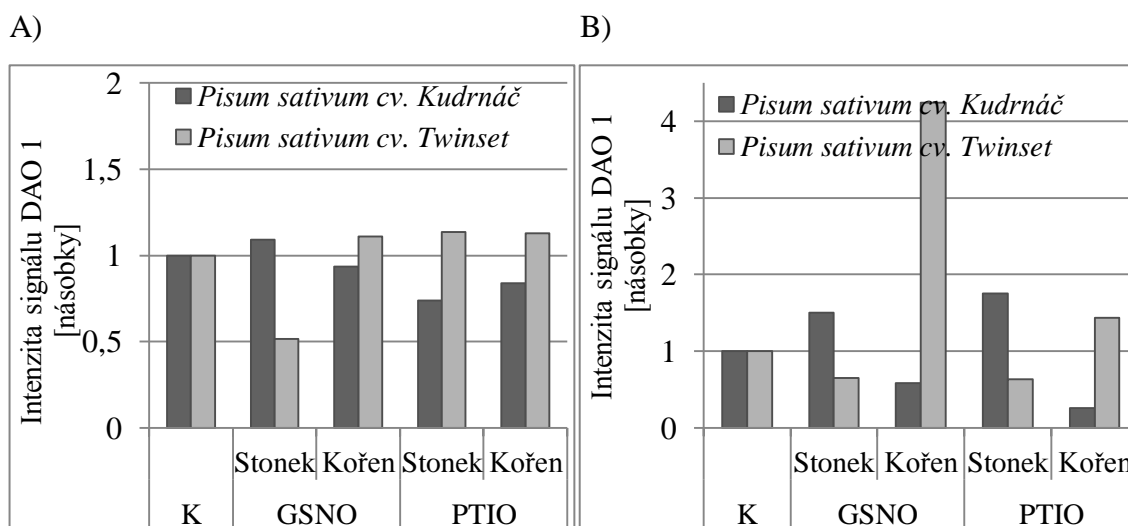 A)
Intenzita signálu DAO 1
[násobky]
2
1,5
1
0,5
0
Pisum sativum cv. Kudrnáč
Pisum sativum cv. Twinset
Stonek Kořen Stonek Kořen
K GSNO PTIO
B)
Intenzita signálu DAO 1
[násobky]
4
3
2
1
0
Pisum sativum cv. Kudrnáč
Pisum sativum cv. Twinset
Stonek Kořen Stonek Kořen
K GSNO PTIO